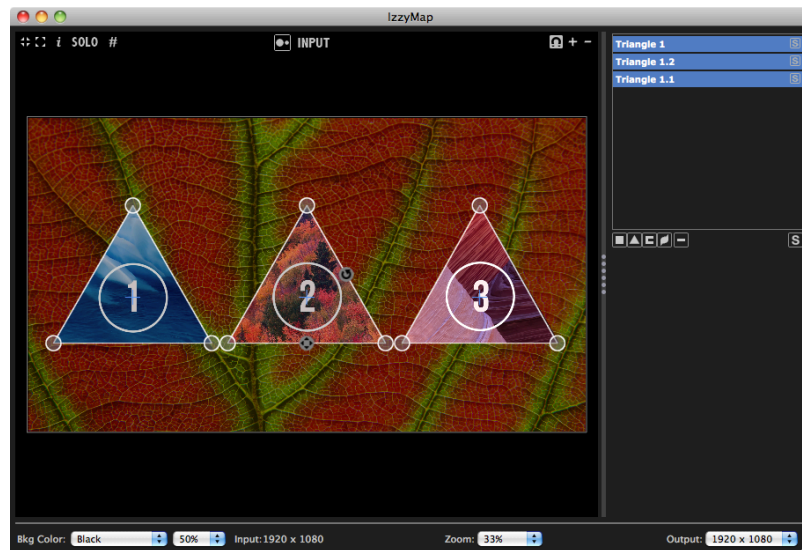 IzzyMap
i SOLO #
INPUT
+ -
Triangle 1
S
Triangle 1.2
S
Triangle 1.1
S
S
1
2
3
Bkg Color: Black
50%
Input:1920 x 1080
Zoom: 33%
Output: 1920 x 1080